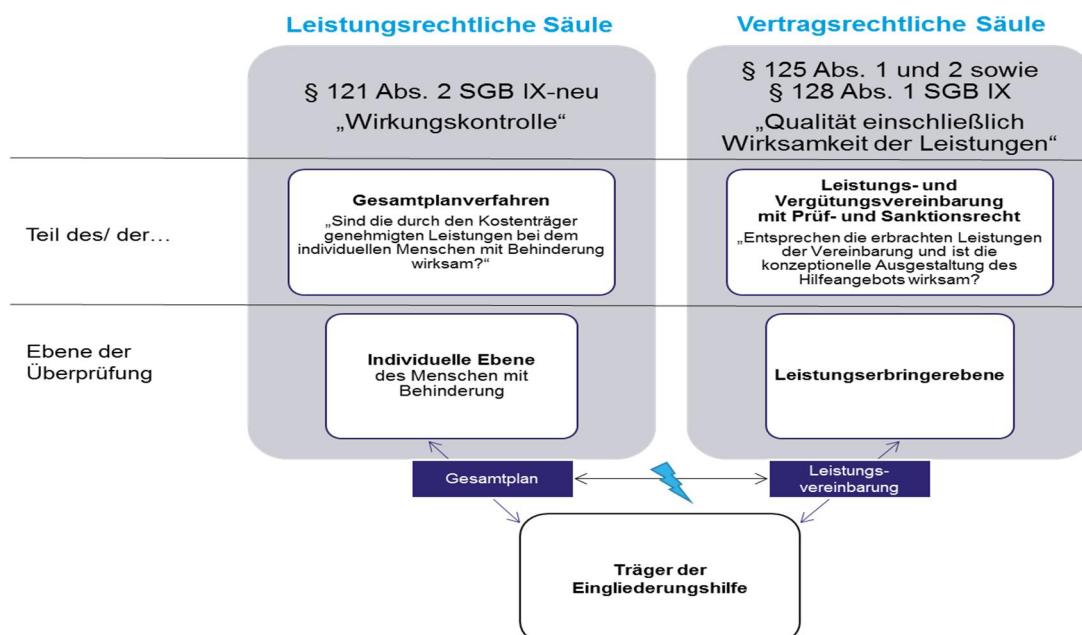 Leistungsrechtliche Säule
Vertragsrechtliche Säule
§ 121 Abs. 2 SGB IX-neu
„Wirkungskontrolle“
§ 125 Abs. 1 und 2 sowie
§ 128 Abs. 1 SGB IX
„Qualität einschließlich
Wirksamkeit der Leistungen“
Teil des/ der…
Gesamtplanverfahren
„Sind die durch den Kostenträger
genehmigten Leistungen bei dem
individuellen Menschen mit Behinderung
wirksam?“
Leistungs- und
Vergütungsvereinbarung
mit Prüf- und Sanktionsrecht
„Entsprechen die erbrachten Leistungen
der Vereinbarung und ist die
konzeptionelle Ausgestaltung des
Hilfeangebots wirksam?
Ebene der
Überprüfung
Individuelle Ebene
des Menschen mit
Behinderung
Leistungserbringerebene
Gesamtplan
Leistungs-
vereinbarung
Träger der
Eingliederungshilfe